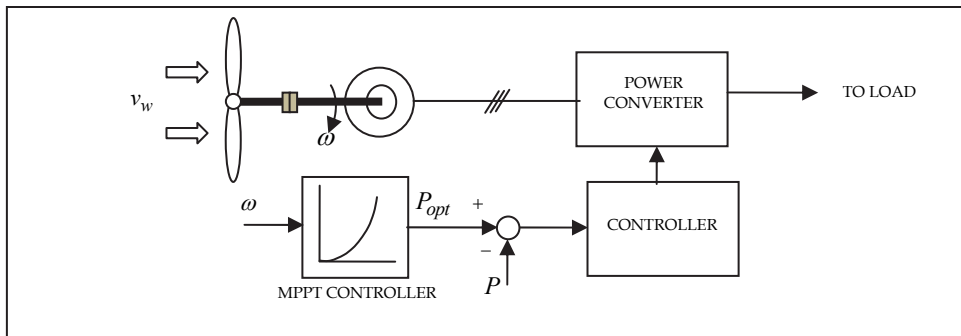 POWER
CONVERTER
TO LOAD
v_w
ω
ω
P_opt
+
−
P
CONTROLLER
MPPT CONTROLLER